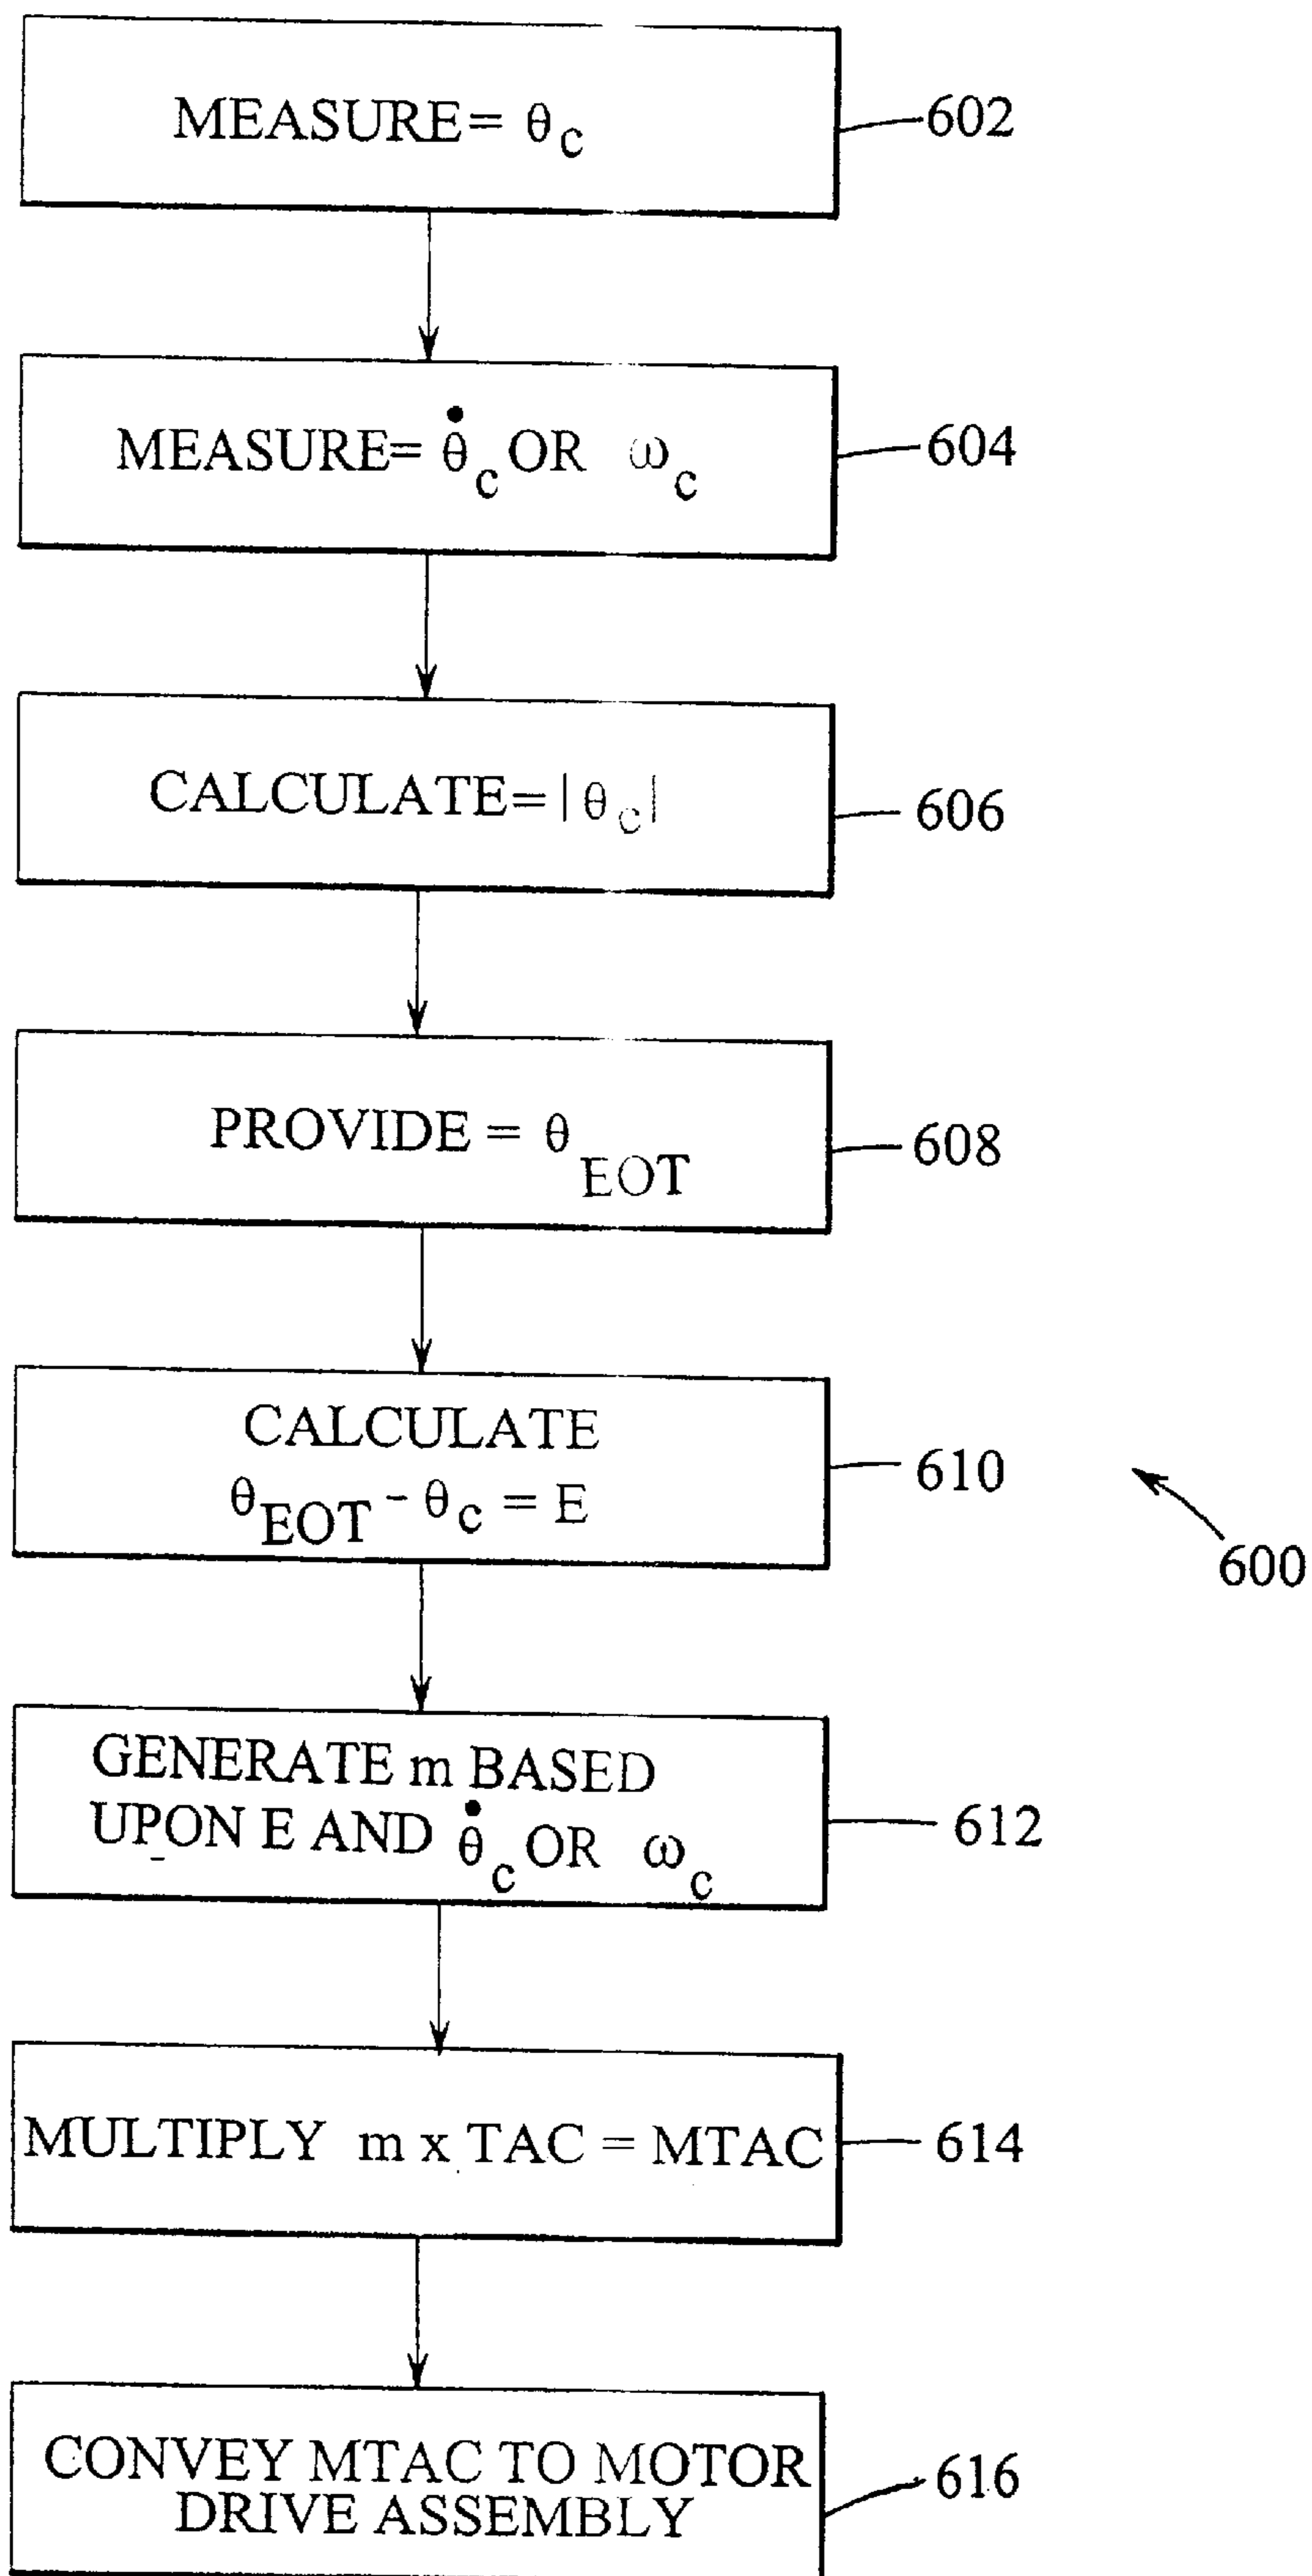 MEASURE = θc
602
MEASURE= θ̇c OR ωc
604
CALCULATE= |θc|
606
PROVIDE = θEOT
608
CALCULATE
θEOT - θc = E
610
600
GENERATE m BASED
UPON E AND θ̇c OR ωc
612
MULTIPLY m x TAC = MTAC
614
CONVEY MTAC TO MOTOR
DRIVE ASSEMBLY
616